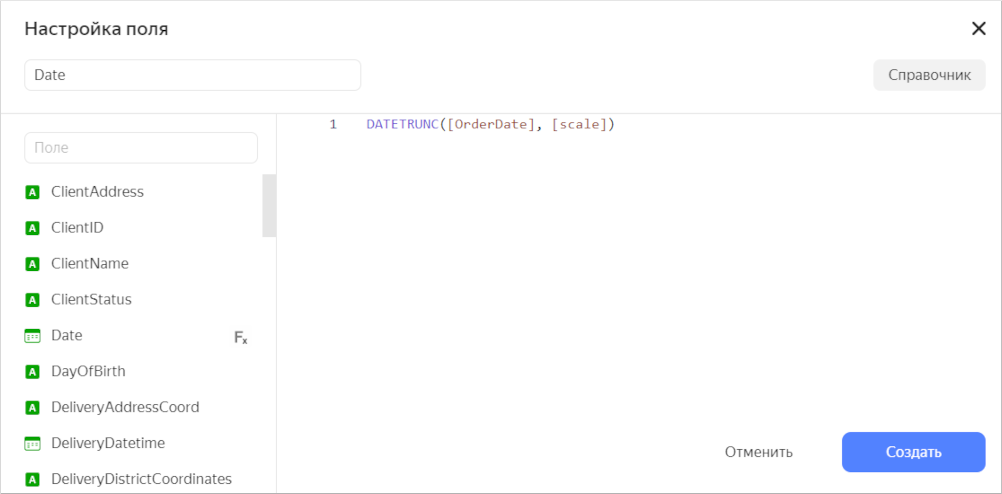 Настройка поля
Date
Справочник
Поле
1 DATETRUNC([OrderDate], [scale])
A ClientAddress
A ClientID
A ClientName
A ClientStatus
Date Fx
A DayOfBirth
A DeliveryAddressCoord
DeliveryDatetime
A DeliveryDistrictCoordinates
Отменить
Создать